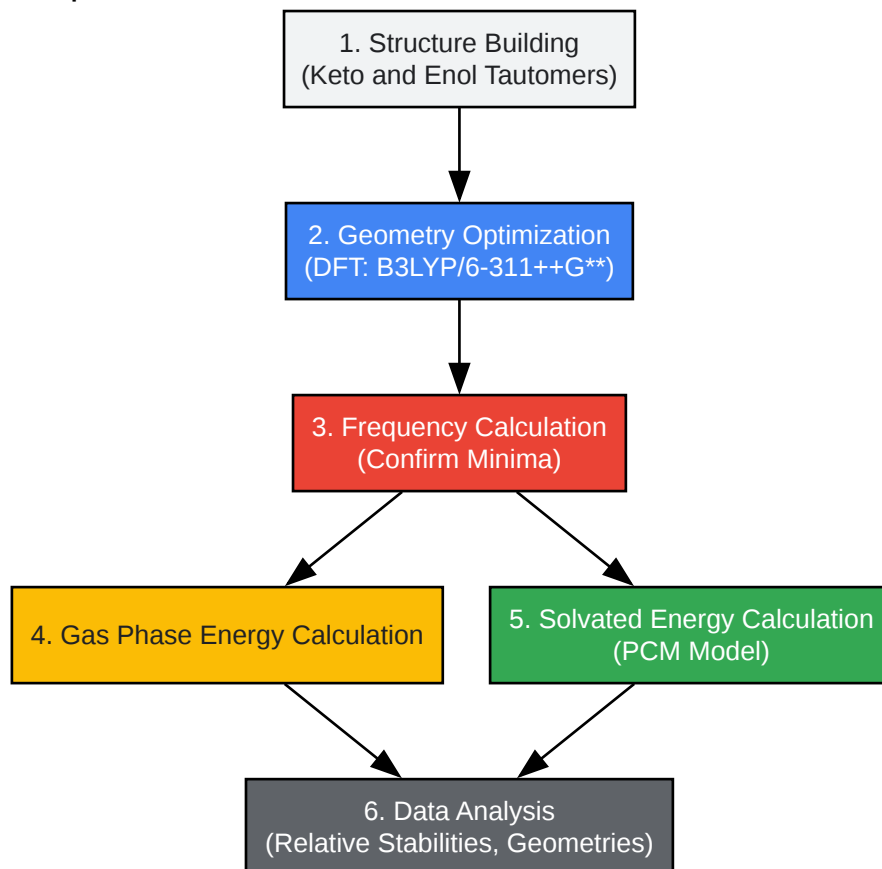 1. Structure Building
(Keto and Enol Tautomers)
2. Geometry Optimization
(DFT: B3LYP/6-311++G**)
3. Frequency Calculation
(Confirm Minima)
4. Gas Phase Energy Calculation
5. Solvated Energy Calculation
(PCM Model)
6. Data Analysis
(Relative Stabilities, Geometries)